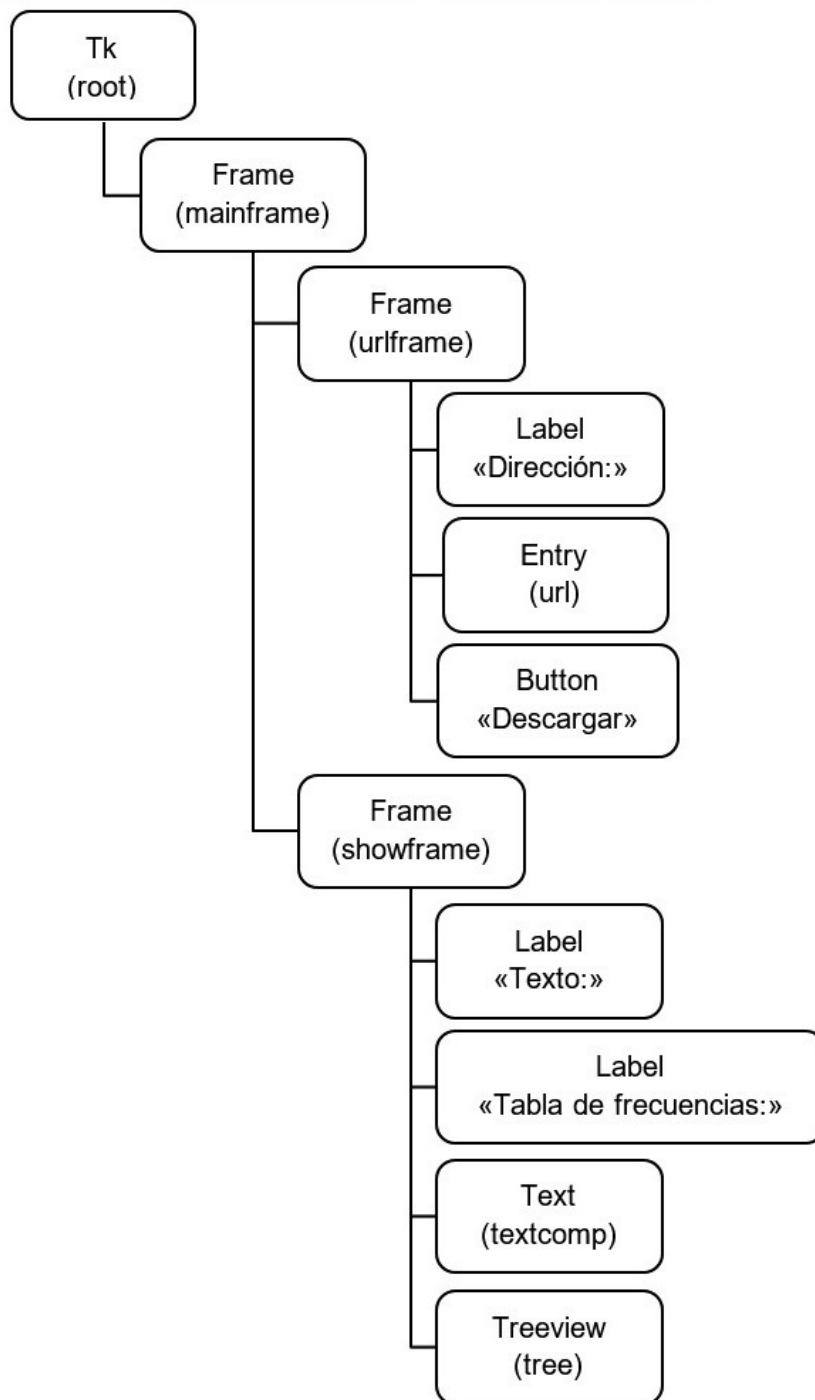 Tk
(root)
Frame
(mainframe)
Frame
(urlframe)
Label
«Dirección:»
Entry
(url)
Button
«Descargar»
Frame
(showframe)
Label
«Texto:»
Label
«Tabla de frecuencias:»
Text
(textcomp)
Treeview
(tree)